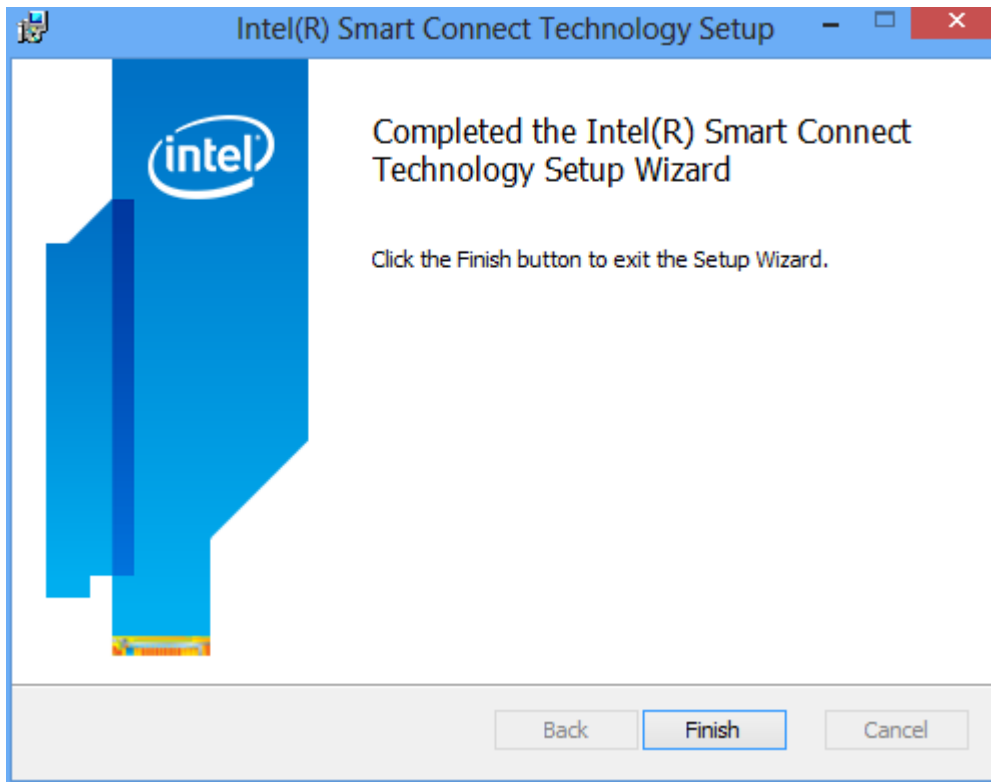 Intel(R) Smart Connect Technology Setup
intel
Completed the Intel(R) Smart Connect
Technology Setup Wizard
Click the Finish button to exit the Setup Wizard.
Back Finish Cancel